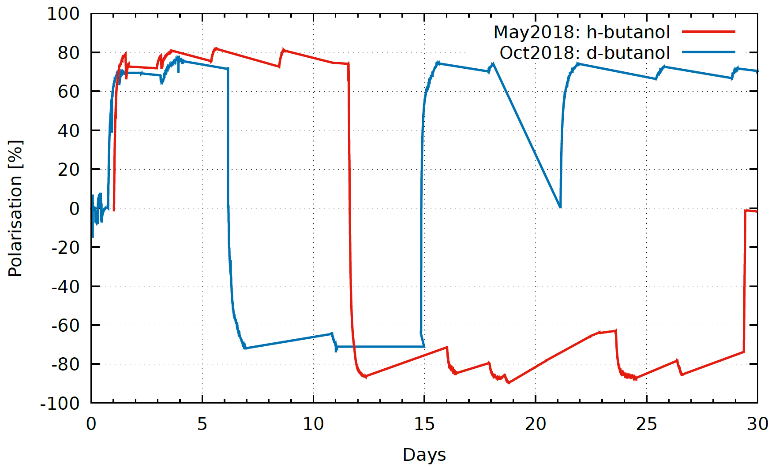 May2018: h-butanol
Oct2018: d-butanol
Polarisation [%]
100
80
60
40
20
0
-20
-40
-60
-80
-100
0 5 10 15 20 25 30
Days